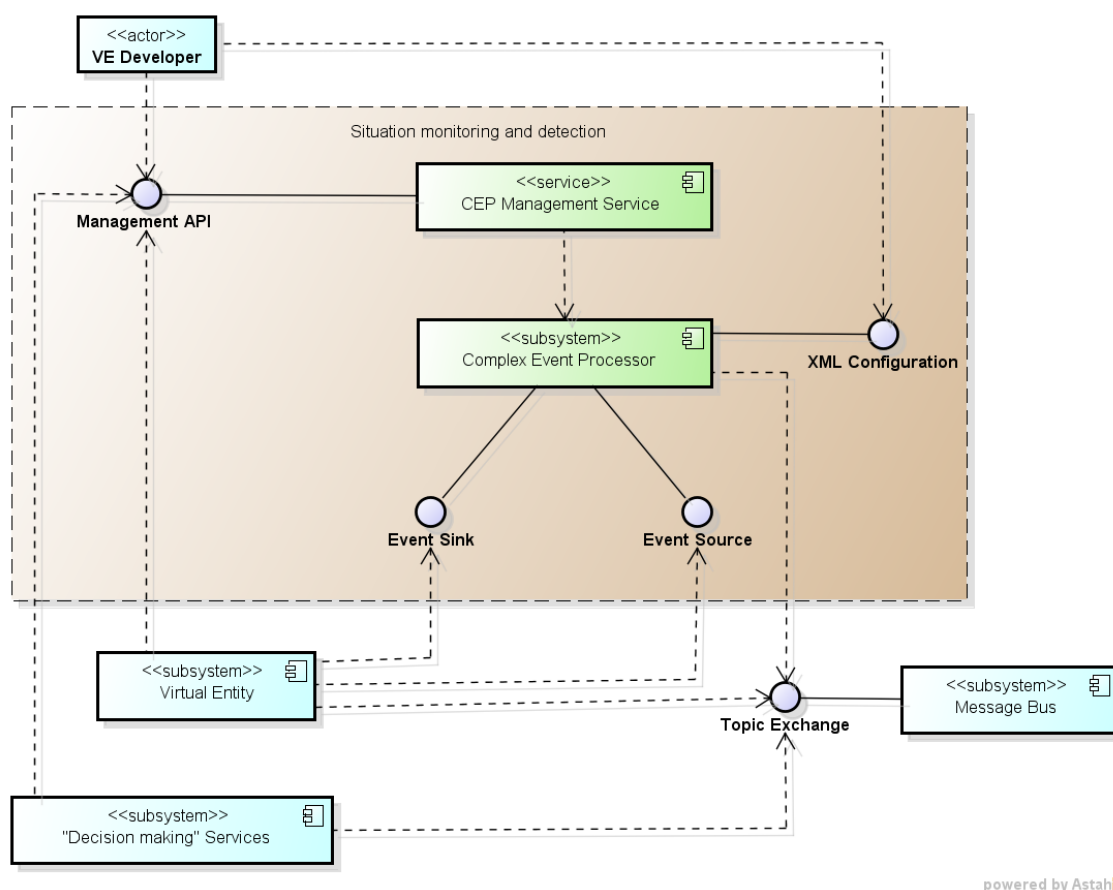 <<actor>>
VE Developer
Situation monitoring and detection
<<service>>
CEP Management Service
Management API
<<subsystem>>
Complex Event Processor
XML Configuration
Event Sink
Event Source
<<subsystem>>
Virtual Entity
<<subsystem>>
Message Bus
Topic Exchange
<<subsystem>>
"Decision making" Services
powered by Astah